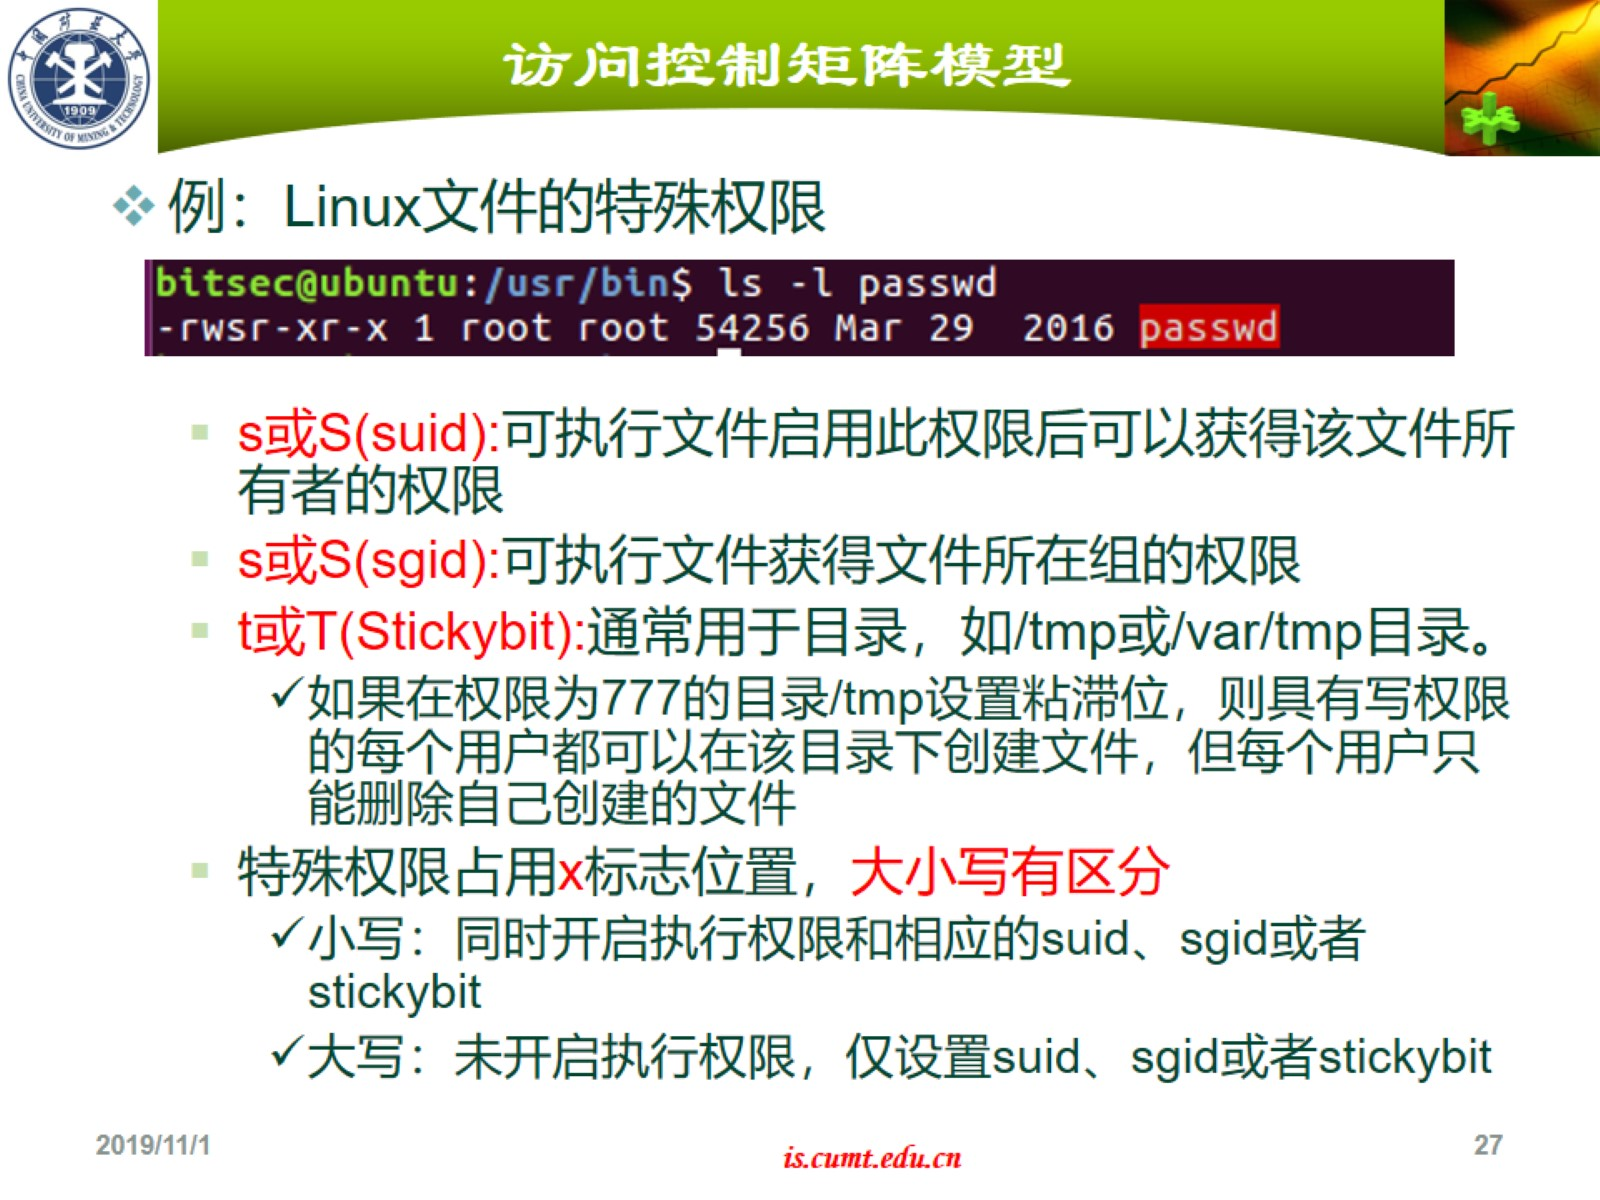 中国矿业大学
CHINA UNIVERSITY OF MINING & TECHNOLOGY
1909
访问控制矩阵模型
例：Linux文件的特殊权限
bitsec@ubuntu:/usr/bin$ ls -l passwd
-rwsr-xr-x 1 root root 54256 Mar 29  2016 passwd
s或S(suid):可执行文件启用此权限后可以获得该文件所
有者的权限
s或S(sgid):可执行文件获得文件所在组的权限
t或T(Stickybit):通常用于目录，如/tmp或/var/tmp目录。
✓如果在权限为777的目录/tmp设置粘滞位，则具有写权限
的每个用户都可以在该目录下创建文件，但每个用户只
能删除自己创建的文件
特殊权限占用x标志位置，大小写有区分
✓小写：同时开启执行权限和相应的suid、sgid或者
stickybit
✓大写：未开启执行权限，仅设置suid、sgid或者stickybit
2019/11/1
is.cumt.edu.cn
27